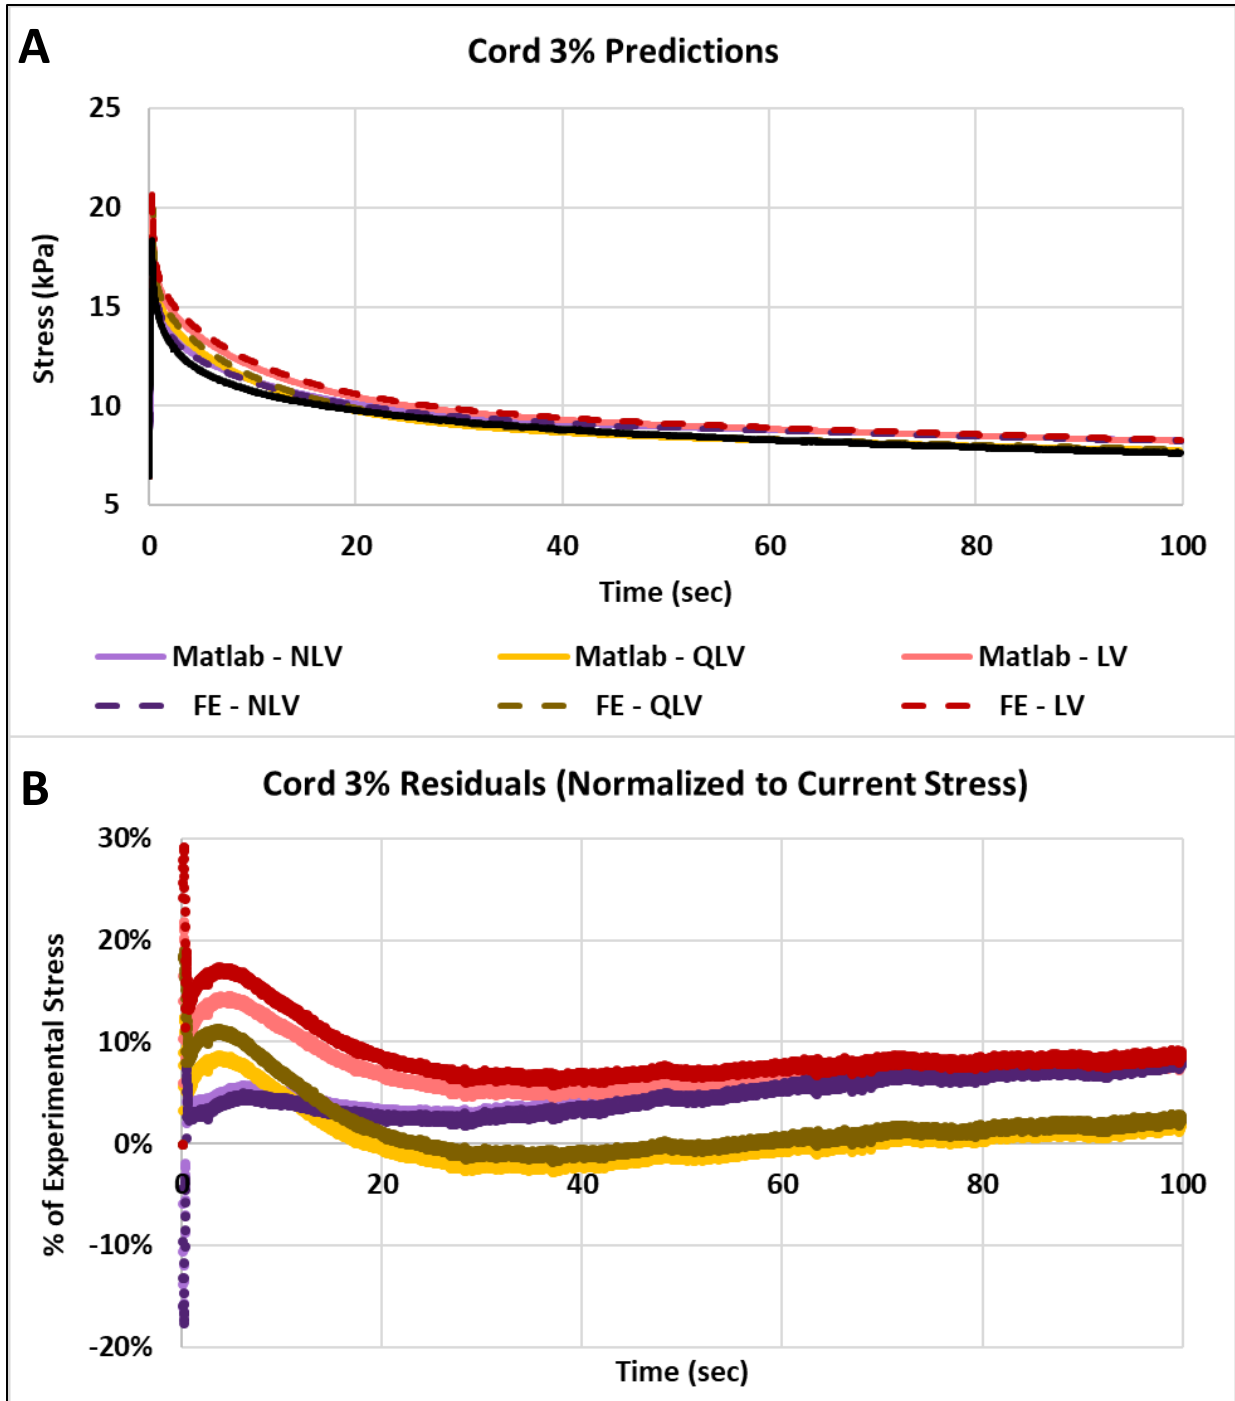 A
Cord 3% Predictions
25
20
15
10
5
Stress (kPa)
0 20 40 60 80 100
Time (sec)
Matlab - NLV Matlab - QLV Matlab - LV
FE - NLV FE - QLV FE - LV
B
Cord 3% Residuals (Normalized to Current Stress)
30%
20%
10%
0%
-10%
-20%
% of Experimental Stress
0 20 40 60 80 100
Time (sec)